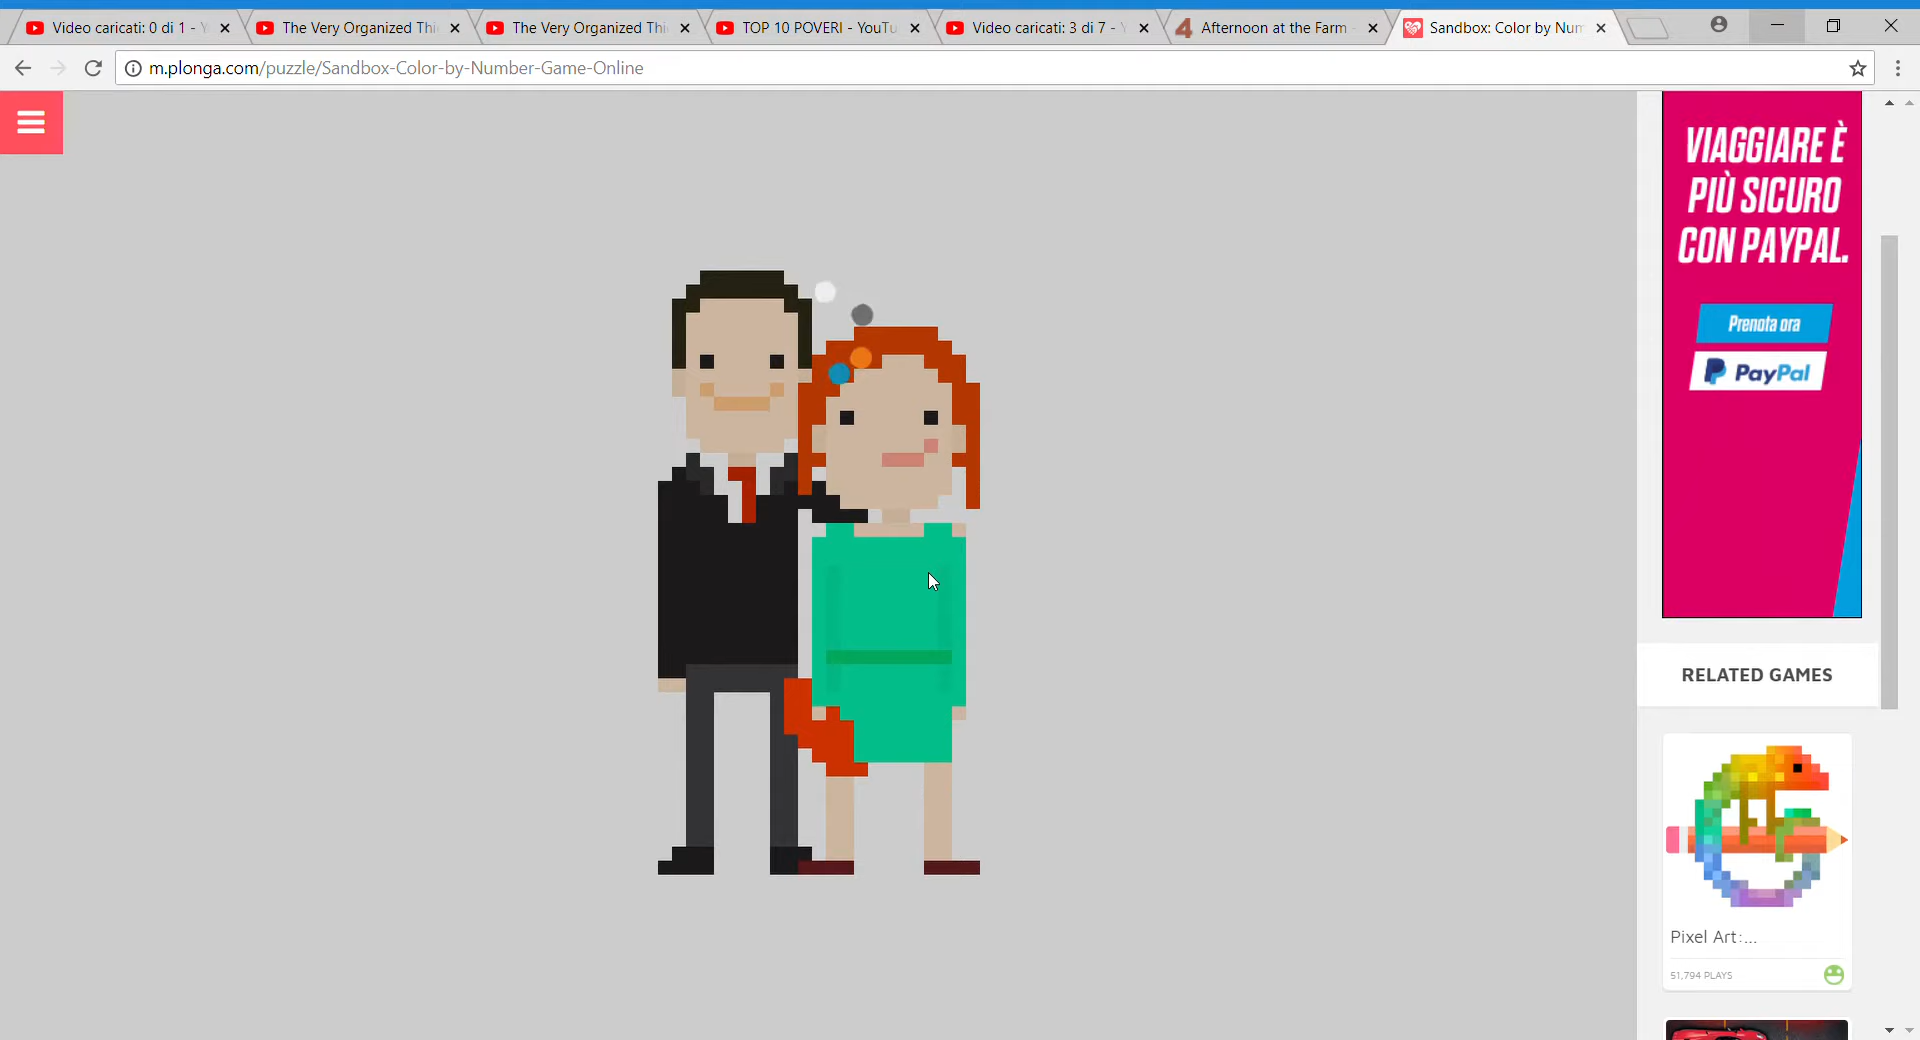 Video caricati: 0 di 1 - Y
The Very Organized Thi
The Very Organized Thi
TOP 10 POVERI - YouTu
Video caricati: 3 di 7 - Y
Afternoon at the Farm -
Sandbox: Color by Num
m.plonga.com/puzzle/Sandbox-Color-by-Number-Game-Online
VIAGGIARE È
PIÙ SICURO
CON PAYPAL.
Prenota ora
PayPal
RELATED GAMES
Pixel Art:...
51,794 PLAYS